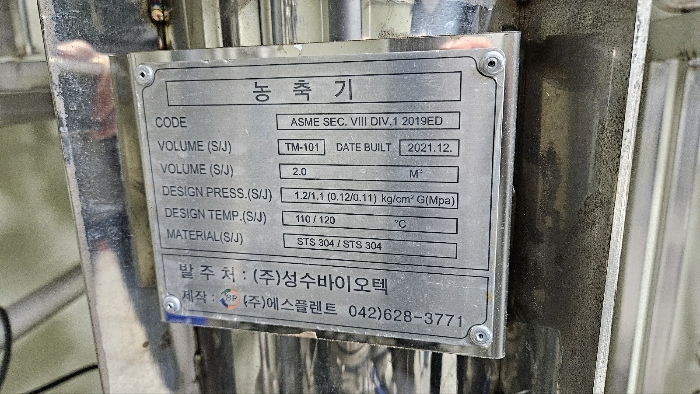 농 축 기
CODE ASME SEC. VIII DIV.1 2019ED
VOLUME (S/J) TM-101 DATE BUILT 2021.12.
VOLUME (S/J) 2.0 M³
DESIGN PRESS.(S/J) 1.2/1.1 (0.12/0.11) kg/cm² G(Mpa)
DESIGN TEMP.(S/J) 110 / 120 °C
MATERIAL(S/J) STS 304 / STS 304
발 주 처 : (주)성수바이오텍
제작 : SP (주)에스플렌트 042)628-3771